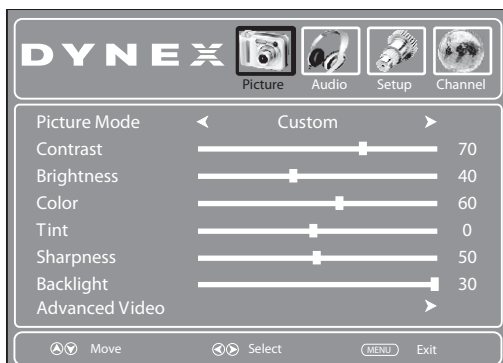 DYNEX
Picture Audio Setup Channel
Picture Mode Custom
Contrast 70
Brightness 40
Color 60
Tint 0
Sharpness 50
Backlight 30
Advanced Video
Move Select MENU Exit